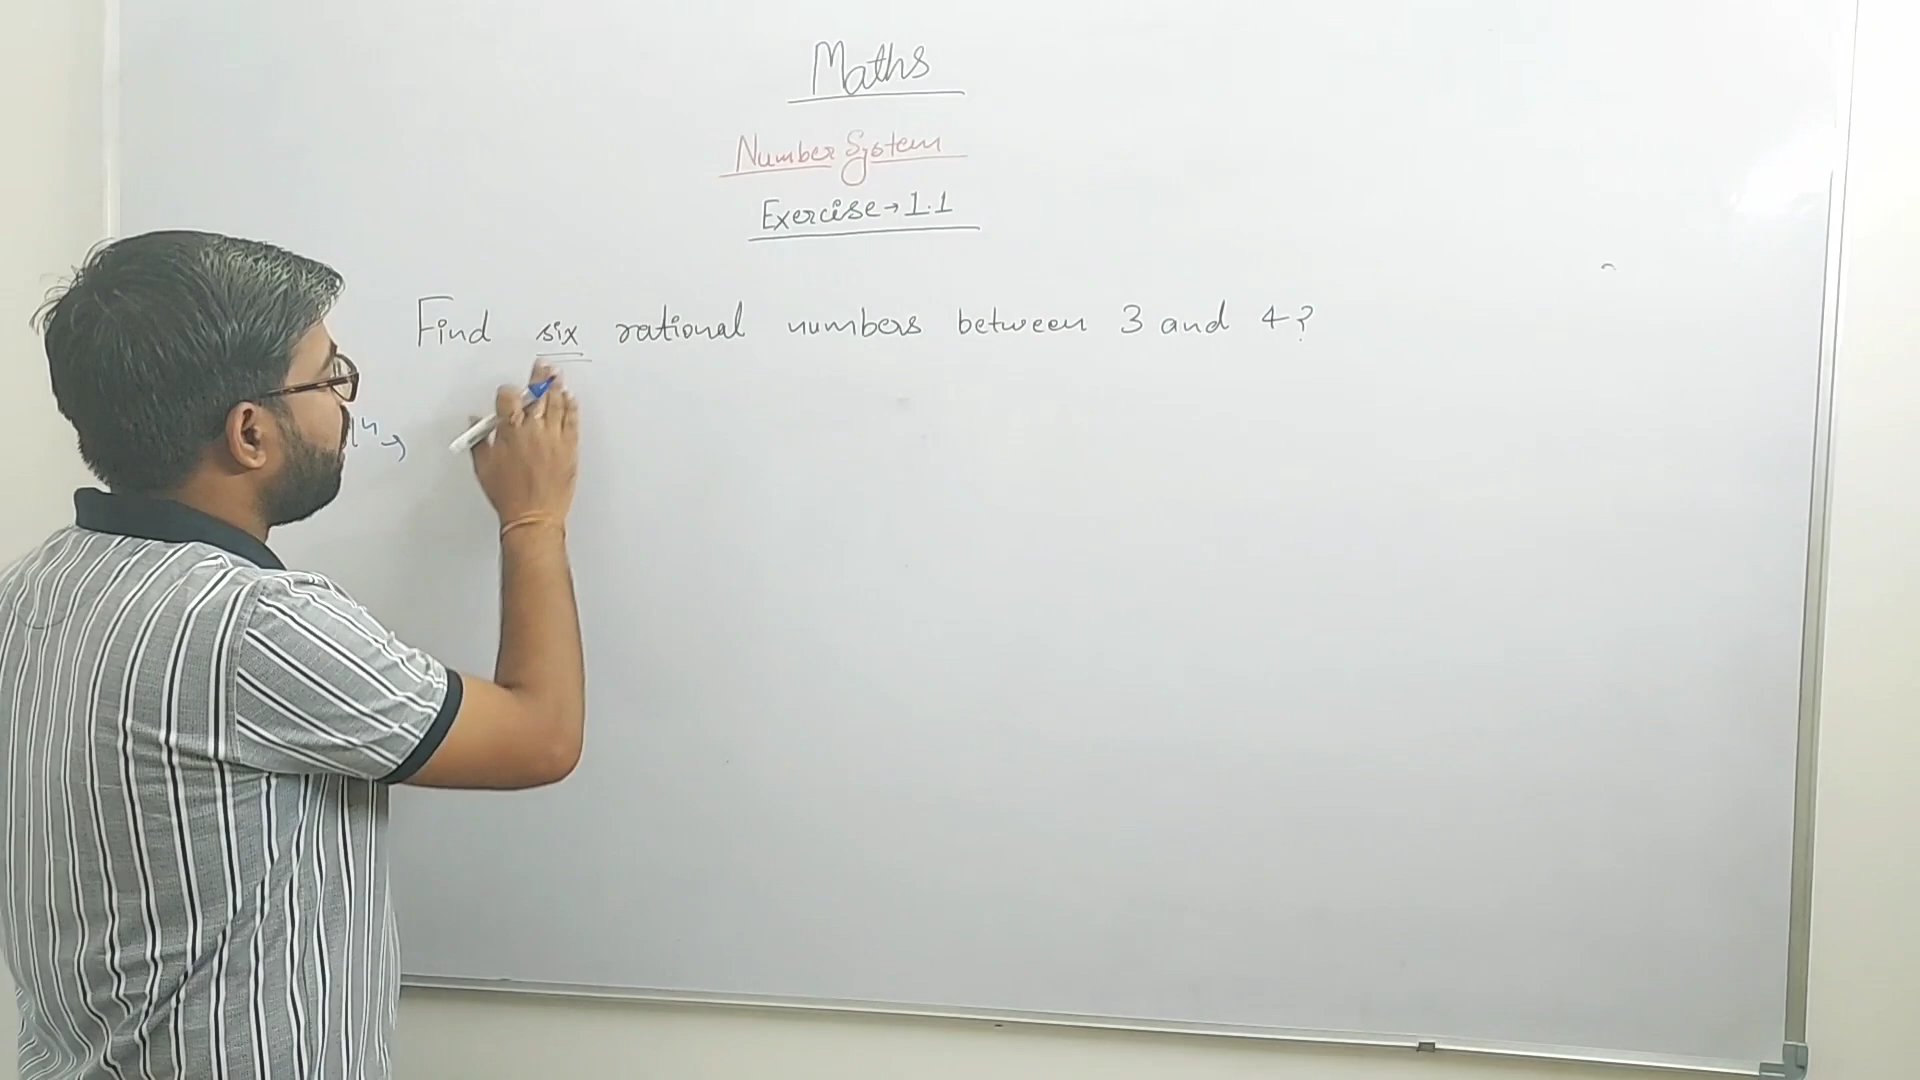 Maths
Number System
Exercise → 1.1
Find six rational numbers between 3 and 4?